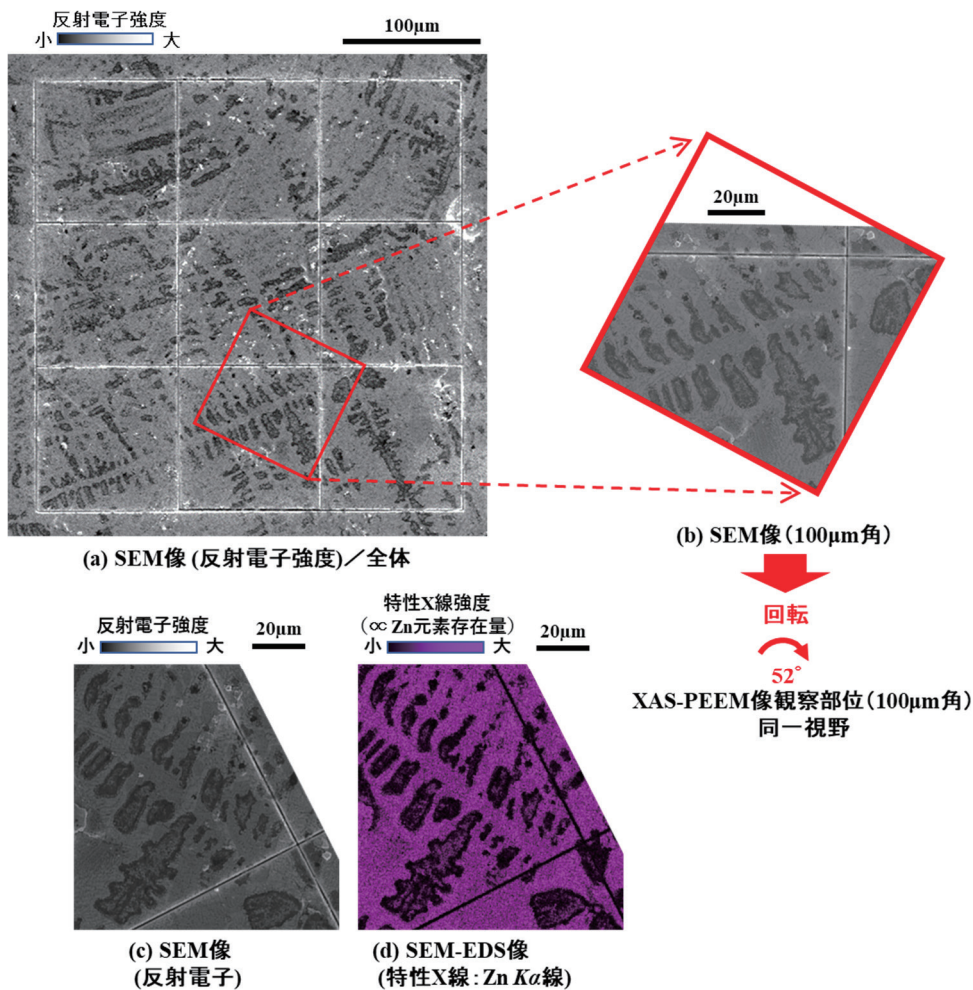 反射電子強度
小 大
100μm
20μm
(a) SEM像 (反射電子強度)/全体
(b) SEM像(100μm角)
回転
52°
XAS-PEEM像観察部位(100μm角)
同一視野
反射電子強度
小 大
20μm
特性X線強度
(∝ Zn元素存在量)
小 大
20μm
(c) SEM像
(反射電子)
(d) SEM-EDS像
(特性X線:Zn Kα線)